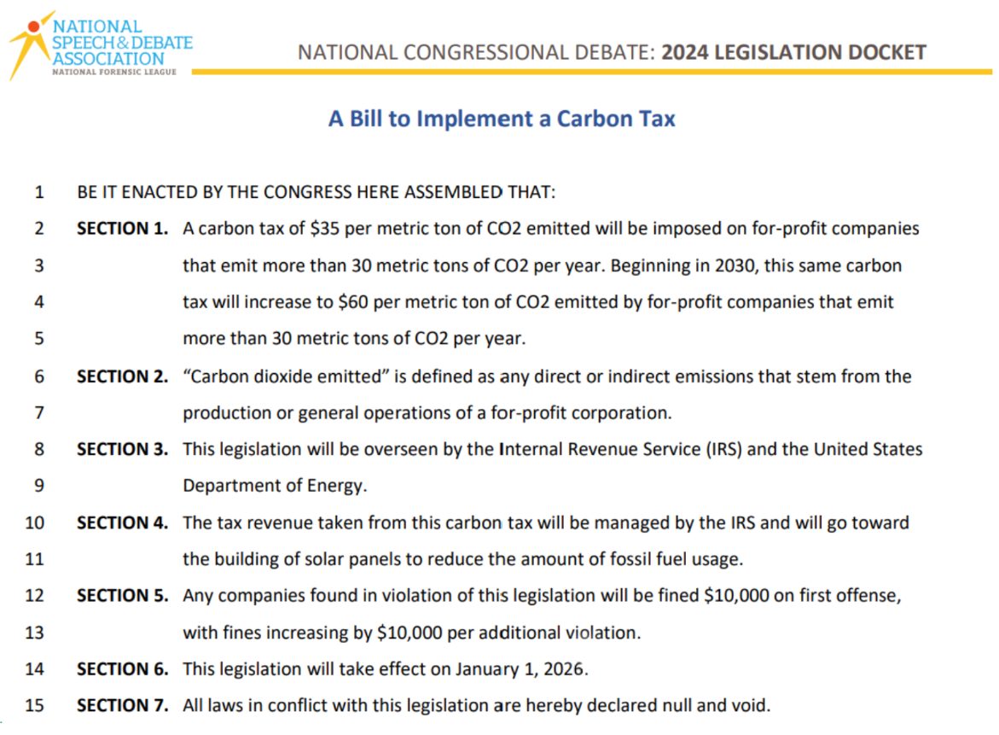 NATIONAL
SPEECH & DEBATE
ASSOCIATION
NATIONAL FORENSIC LEAGUE
NATIONAL CONGRESSIONAL DEBATE: 2024 LEGISLATION DOCKET
A Bill to Implement a Carbon Tax
1 BE IT ENACTED BY THE CONGRESS HERE ASSEMBLED THAT:
2 SECTION 1. A carbon tax of $35 per metric ton of CO2 emitted will be imposed on for-profit companies
3 that emit more than 30 metric tons of CO2 per year. Beginning in 2030, this same carbon
4 tax will increase to $60 per metric ton of CO2 emitted by for-profit companies that emit
5 more than 30 metric tons of CO2 per year.
6 SECTION 2. “Carbon dioxide emitted” is defined as any direct or indirect emissions that stem from the
7 production or general operations of a for-profit corporation.
8 SECTION 3. This legislation will be overseen by the Internal Revenue Service (IRS) and the United States
9 Department of Energy.
10 SECTION 4. The tax revenue taken from this carbon tax will be managed by the IRS and will go toward
11 the building of solar panels to reduce the amount of fossil fuel usage.
12 SECTION 5. Any companies found in violation of this legislation will be fined $10,000 on first offense,
13 with fines increasing by $10,000 per additional violation.
14 SECTION 6. This legislation will take effect on January 1, 2026.
15 SECTION 7. All laws in conflict with this legislation are hereby declared null and void.